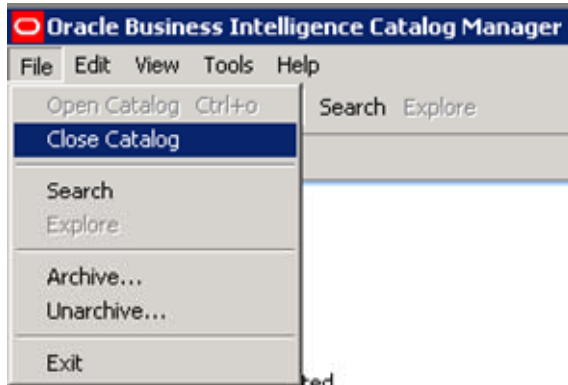 Oracle Business Intelligence Catalog Manager
File Edit View Tools Help
Open Catalog Ctrl+o Search Explore
Close Catalog
Search
Explore
Archive...
Unarchive...
Exit